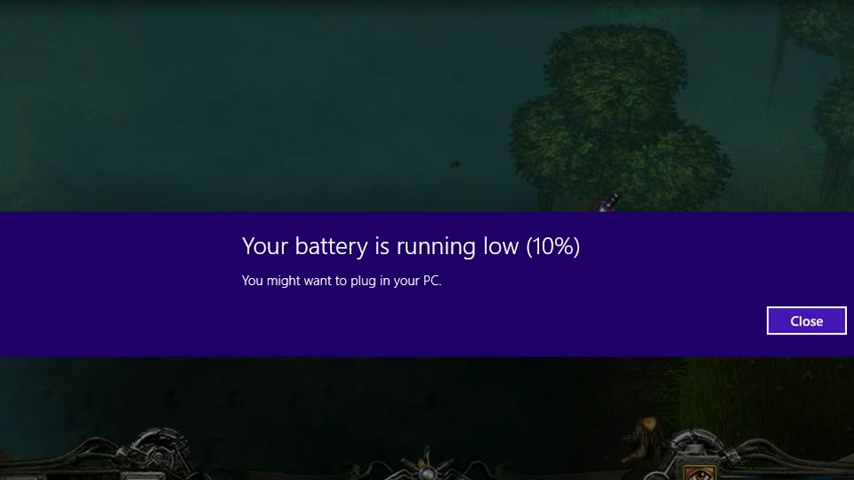 Your battery is running low (10%)
You might want to plug in your PC.
Close